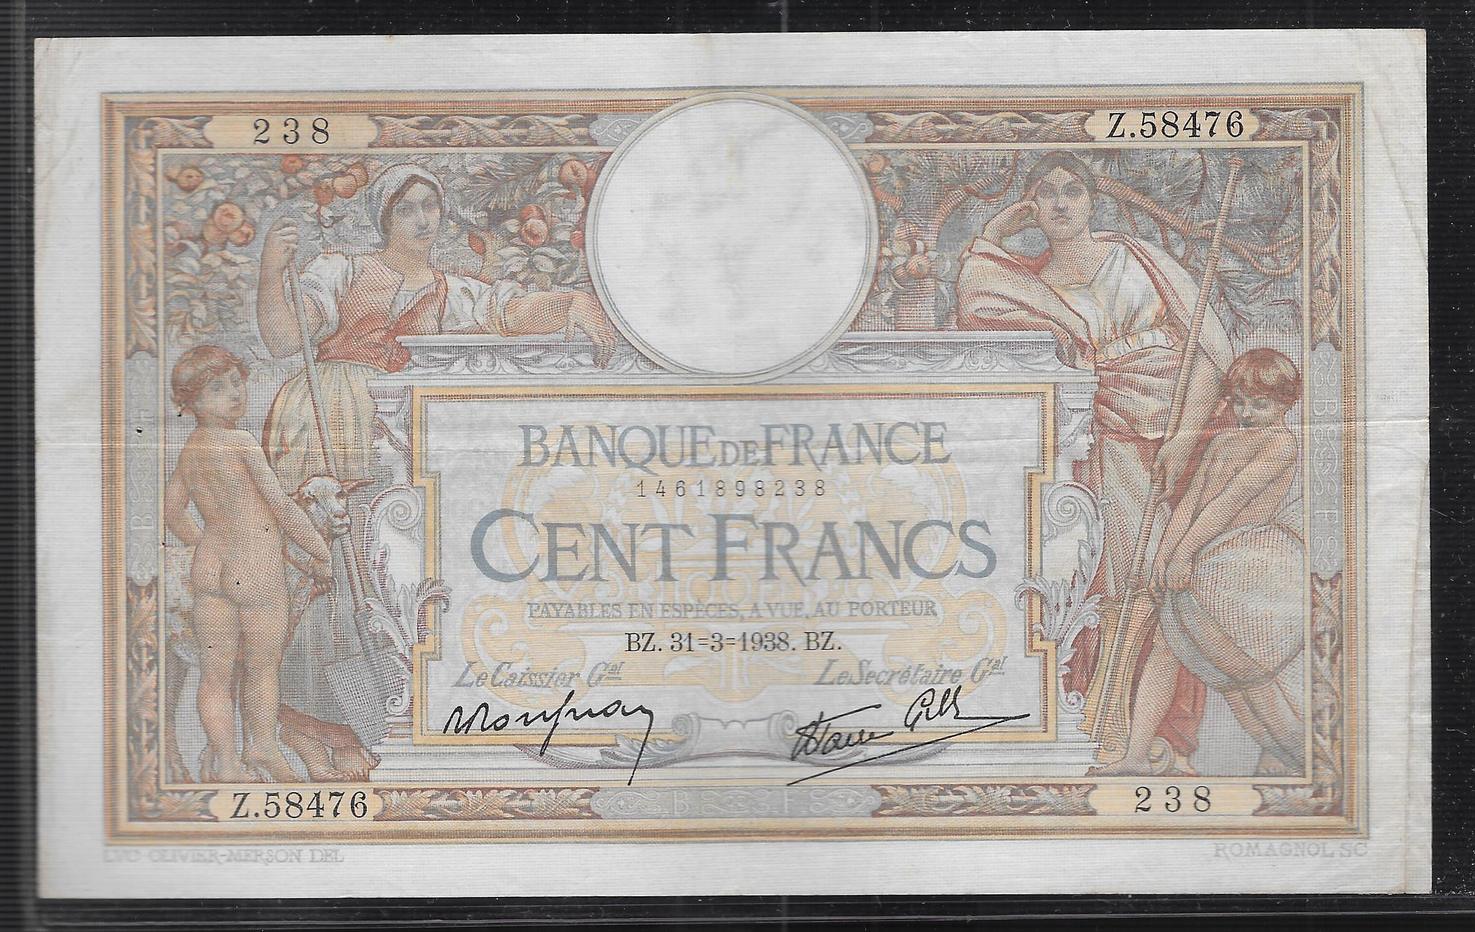 238 Z.58476
BANQUE DE FRANCE
1461898238
CENT FRANCS
PAYABLES EN ESPÈCES, A VUE, AU PORTEUR
BZ. 31=3=1938. BZ.
Le Caissier Gal Le Secrétaire Gal
Z.58476 238
LUC OLIVIER-MERSON DEL ROMAGNOL SC